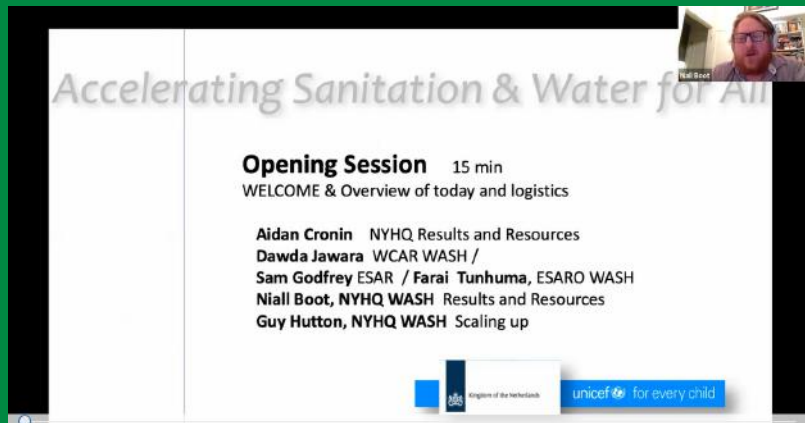 Accelerating Sanitation & Water for All
Niall Boot
Opening Session 15 min
WELCOME & Overview of today and logistics
Aidan Cronin NYHQ Results and Resources
Dawda Jawara WCAR WASH /
Sam Godfrey ESAR / Farai Tunhuma, ESARO WASH
Niall Boot, NYHQ WASH Results and Resources
Guy Hutton, NYHQ WASH Scaling up
Kingdom of the Netherlands
unicef for every child